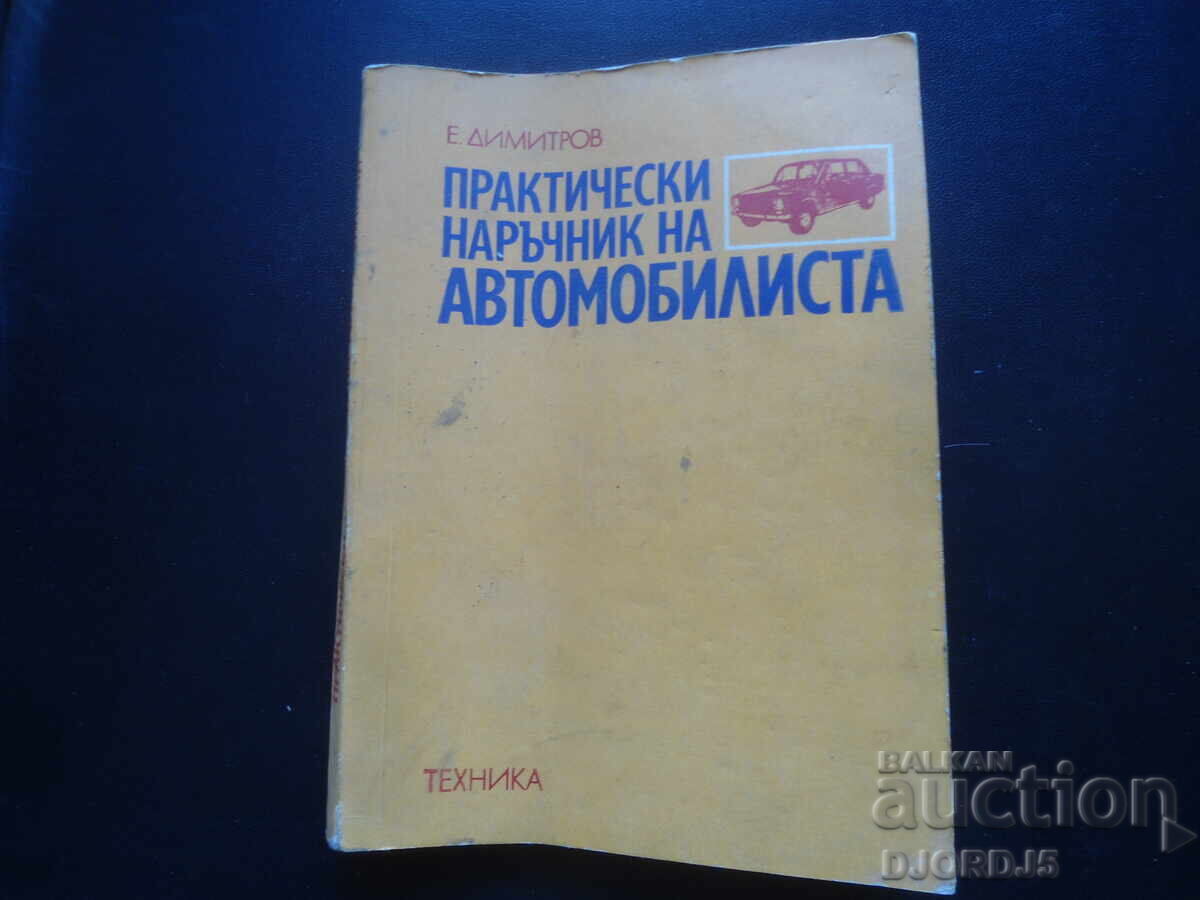 Е. ДИМИТРОВ
ПРАКТИЧЕСКИ
НАРЪЧНИК НА
АВТОМОБИЛИСТА
ТЕХНИКА
BALKAN
auction
DJORDJ5